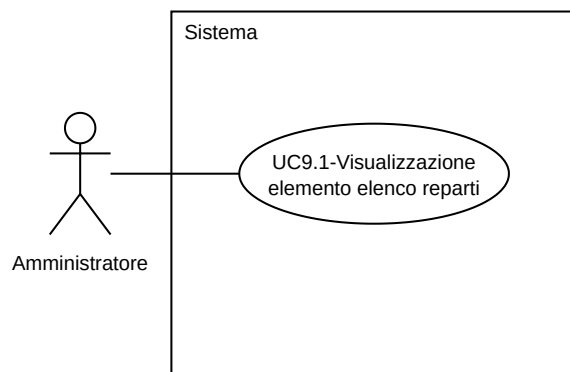 Sistema
UC9.1-Visualizzazione
elemento elenco reparti
Amministratore